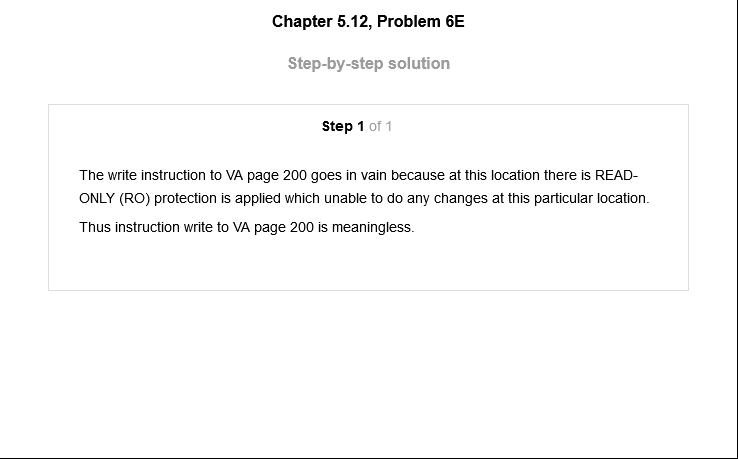 Chapter 5.12, Problem 6E
Step-by-step solution
Step 1 of 1
The write instruction to VA page 200 goes in vain because at this location there is READ-
ONLY (RO) protection is applied which unable to do any changes at this particular location.
Thus instruction write to VA page 200 is meaningless.